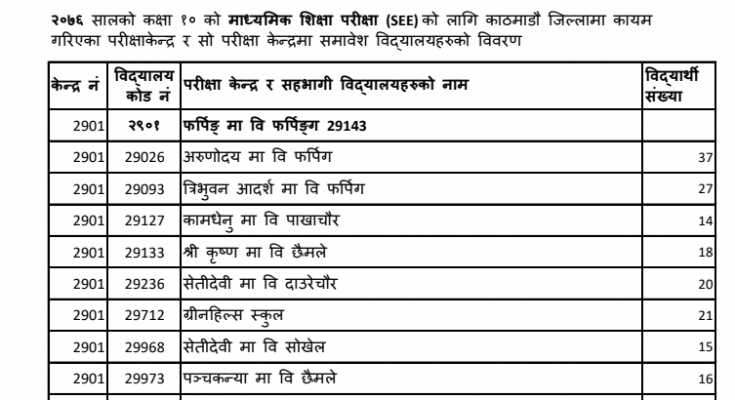 २०७६ सालको कक्षा १० को माध्यमिक शिक्षा परीक्षा (SEE) को लागि काठमाडौ जिल्लामा कायम
गरिएका परीक्षाकेन्द्र र सो परीक्षा केन्द्रमा समावेश विद्यालयहरुको विवरण
केन्द्र नं विद्यालय कोड नं परीक्षा केन्द्र र सहभागी विद्यालयहरुको नाम विद्यार्थी संख्या
2901 २९०१ फर्पिङ् मा वि फर्पिङ्ग 29143
2901 29026 अरुणोदय मा वि फर्पिंग 37
2901 29093 त्रिभुवन आदर्श मा वि फर्पिंग 27
2901 29127 कामधेनु मा वि पाखाचौर 14
2901 29133 श्री कृष्ण मा वि छैमले 18
2901 29236 सेतीदेवी मा वि दाउरेचौर 20
2901 29712 ग्रीनहिल्स स्कुल 21
2901 29968 सेतीदेवी मा वि सोखेल 15
2901 29973 पञ्चकन्या मा वि छैमले 16